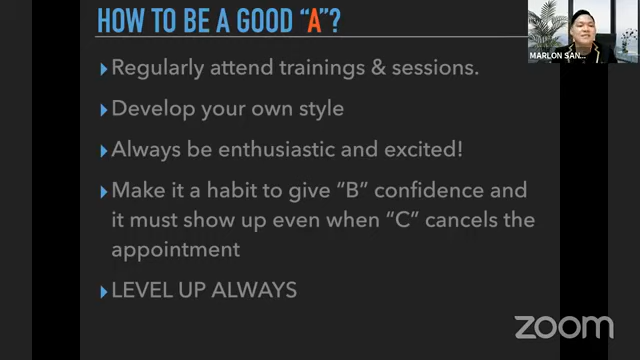 HOW TO BE A GOOD “A”?
MARLON SAN...
Regularly attend trainings & sessions.
Develop your own style
Always be enthusiastic and excited!
Make it a habit to give “B” confidence and
it must show up even when “C” cancels the
appointment
LEVEL UP ALWAYS
zoom